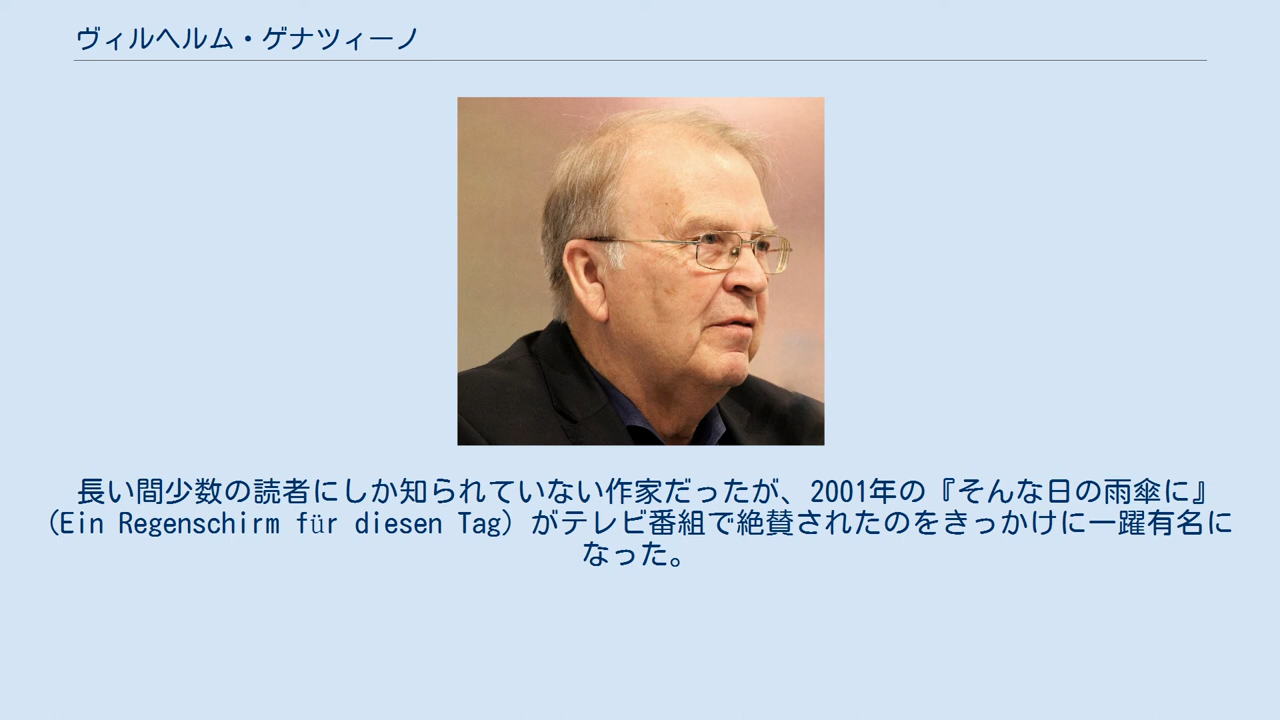 ヴィルヘルム・ゲナツィーノ
長い間少数の読者にしか知られていない作家だったが、2001年の『そんな日の雨傘に』
（Ein Regenschirm für diesen Tag）がテレビ番組で絶賛されたのをきっかけに一躍有名に
なった。